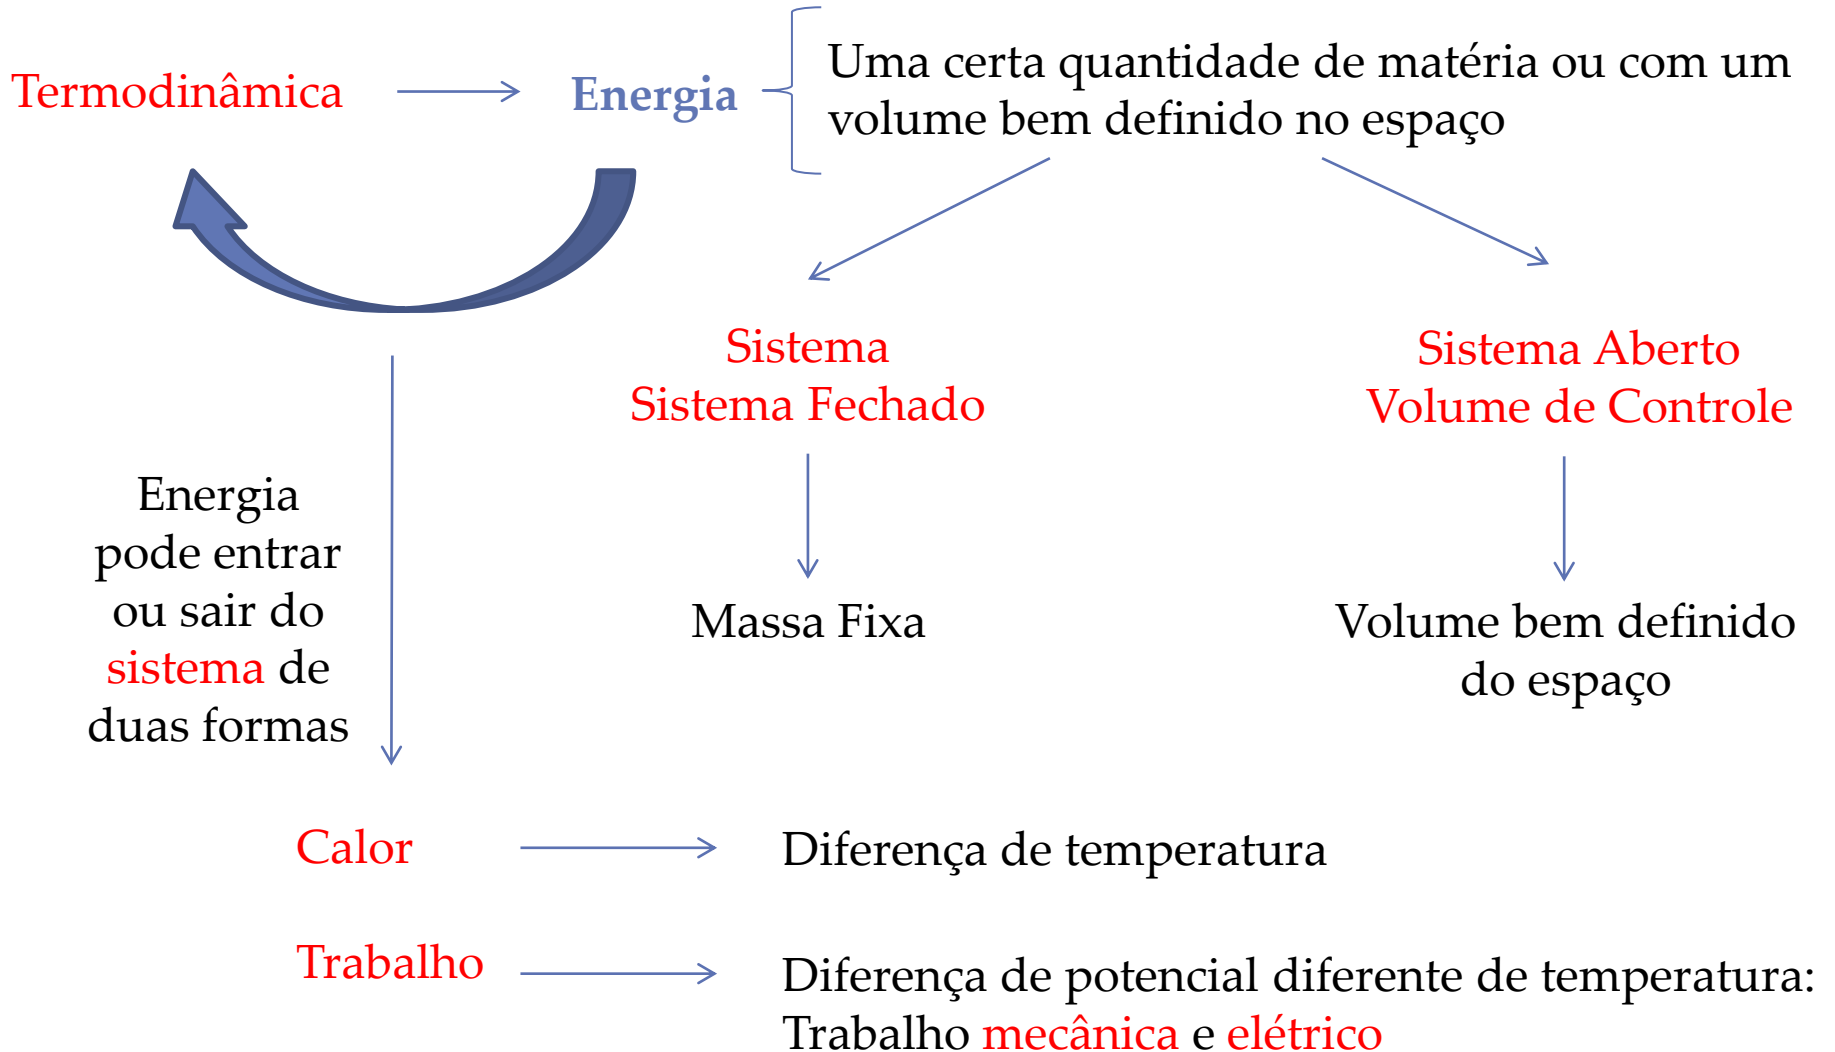 Termodinâmica
Energia
Uma certa quantidade de matéria ou com um
volume bem definido no espaço
Sistema
Sistema Fechado
Sistema Aberto
Volume de Controle
Energia
pode entrar
ou sair do
sistema de
duas formas
Massa Fixa
Volume bem definido
do espaço
Calor
Diferença de temperatura
Trabalho
Diferença de potencial diferente de temperatura:
Trabalho mecânica e elétrico